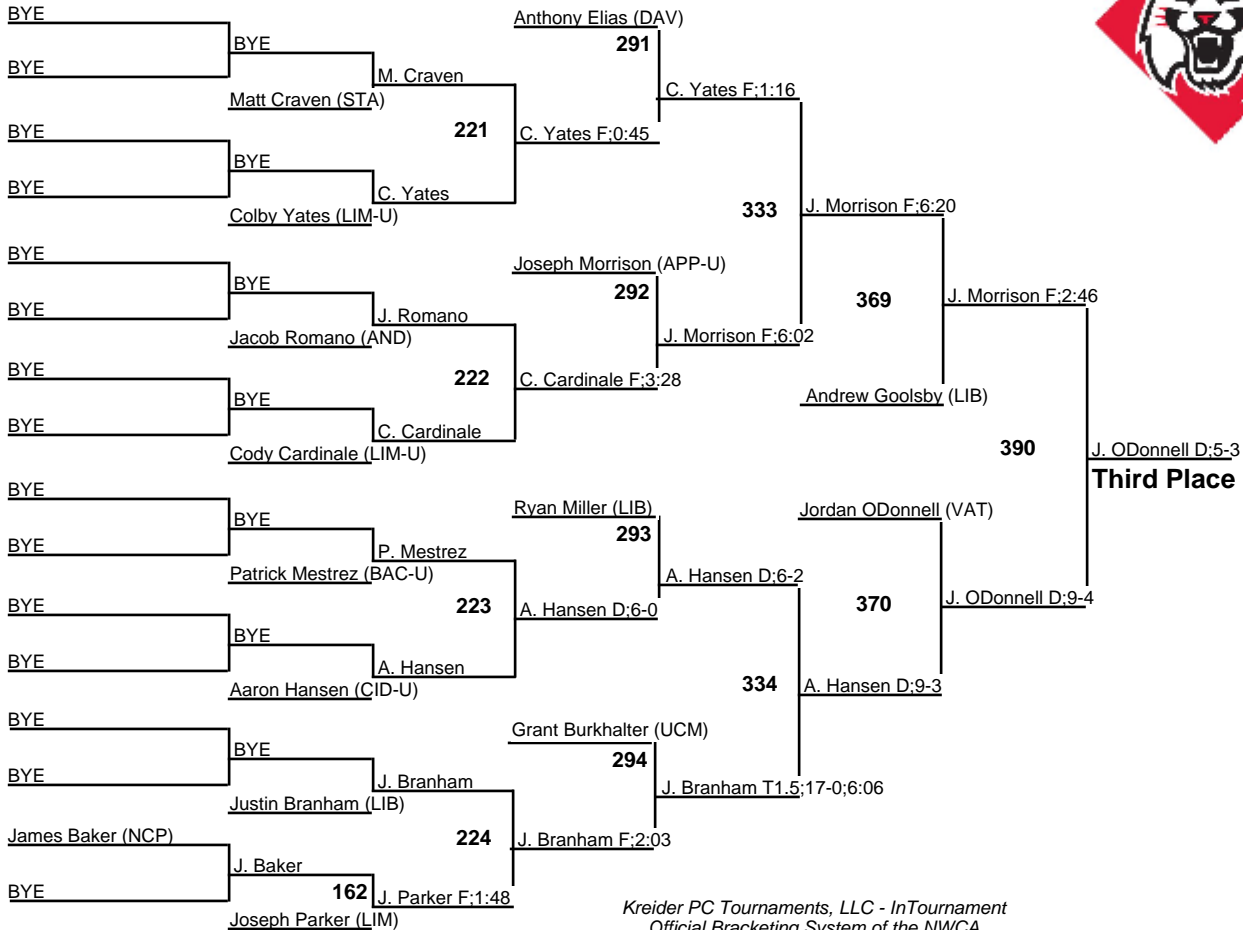 BYE
Anthony Elias (DAV)
BYE
291
BYE
M. Craven
C. Yates F;1:16
Matt Craven (STA)
BYE
221
C. Yates F;0:45
BYE
BYE
C. Yates
Colby Yates (LIM-U)
333
J. Morrison F;6:20
BYE
Joseph Morrison (APP-U)
BYE
292
369
J. Morrison F;2:46
BYE
J. Romano
Jacob Romano (AND)
J. Morrison F;6:02
BYE
222
C. Cardinale F;3:28
BYE
Andrew Goolsby (LIB)
BYE
C. Cardinale
Cody Cardinale (LIM-U)
390
J. ODonnell D;5-3
Third Place
BYE
Ryan Miller (LIB)
Jordan ODonnell (VAT)
BYE
293
BYE
P. Mestrez
Patrick Mestrez (BAC-U)
A. Hansen D;6-2
BYE
223
A. Hansen D;6-0
370
J. ODonnell D;9-4
BYE
BYE
A. Hansen
Aaron Hansen (CID-U)
334
A. Hansen D;9-3
BYE
Grant Burkhalter (UCM)
BYE
294
BYE
J. Branham
J. Branham T1.5;17-0;6:06
Justin Branham (LIB)
James Baker (NCP)
224
J. Branham F;2:03
J. Baker
BYE
162
J. Parker F;1:48
Joseph Parker (LIM)
Kreider PC Tournaments, LLC - InTournament
Official Bracketing System of the NWCA